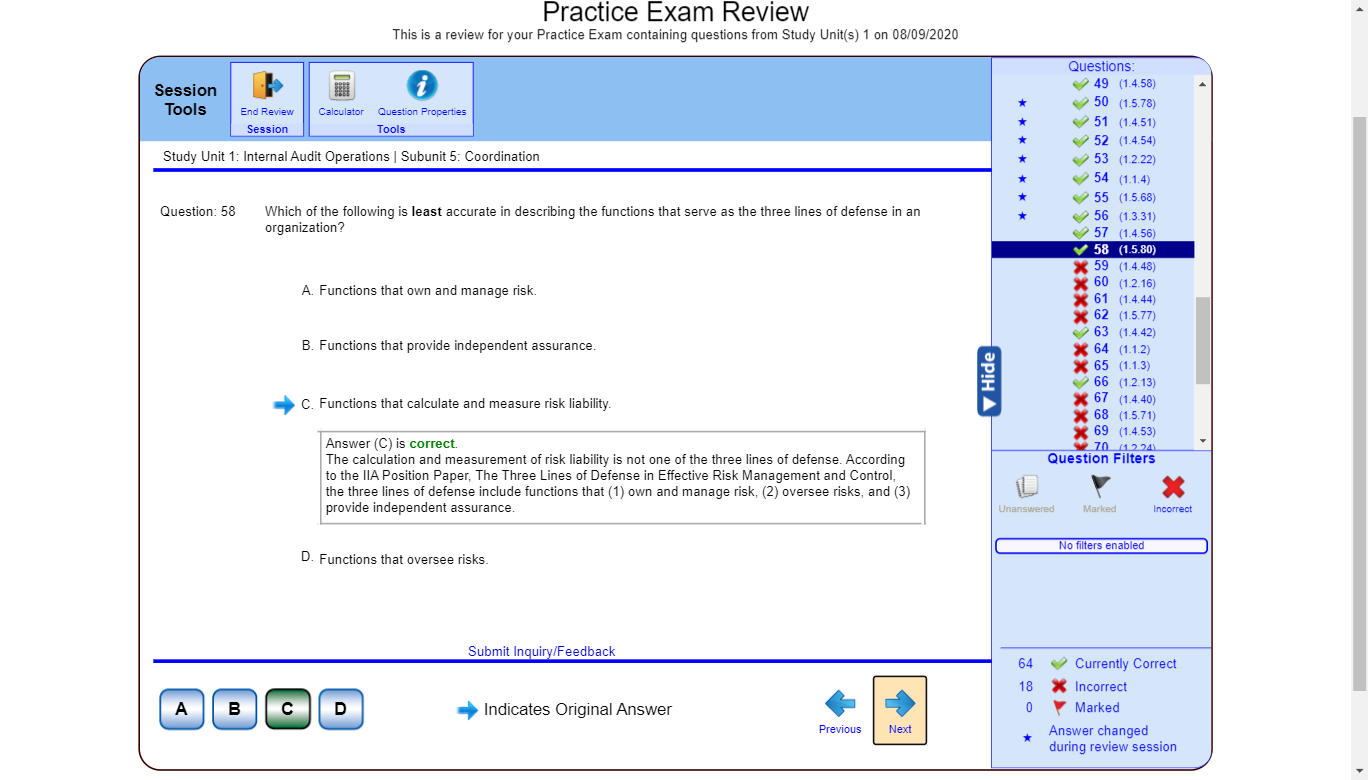 Practice Exam Review
This is a review for your Practice Exam containing questions from Study Unit(s) 1 on 08/09/2020
Session
Tools
End Review
Session
Calculator
Question Properties
Tools
Study Unit 1: Internal Audit Operations | Subunit 5: Coordination
Question: 58
Which of the following is least accurate in describing the functions that serve as the three lines of defense in an
organization?
A. Functions that own and manage risk.
B. Functions that provide independent assurance.
C. Functions that calculate and measure risk liability.
Answer (C) is correct.
The calculation and measurement of risk liability is not one of the three lines of defense. According
to the IIA Position Paper, The Three Lines of Defense in Effective Risk Management and Control,
the three lines of defense include functions that (1) own and manage risk, (2) oversee risks, and (3)
provide independent assurance.
D. Functions that oversee risks.
Submit Inquiry/Feedback
A B C D
Indicates Original Answer
Previous
Next
Questions:
49 (1.4.58)
50 (1.5.78)
51 (1.4.51)
52 (1.4.54)
53 (1.2.22)
54 (1.1.4)
55 (1.5.68)
56 (1.3.31)
57 (1.4.56)
58 (1.5.80)
59 (1.4.48)
60 (1.2.16)
61 (1.4.44)
62 (1.5.77)
63 (1.4.42)
64 (1.1.2)
65 (1.1.3)
66 (1.2.13)
67 (1.4.40)
68 (1.5.71)
69 (1.4.53)
70 (1.2.24)
Hide
Question Filters
Unanswered
Marked
Incorrect
No filters enabled
64 Currently Correct
18 Incorrect
0 Marked
Answer changed
during review session